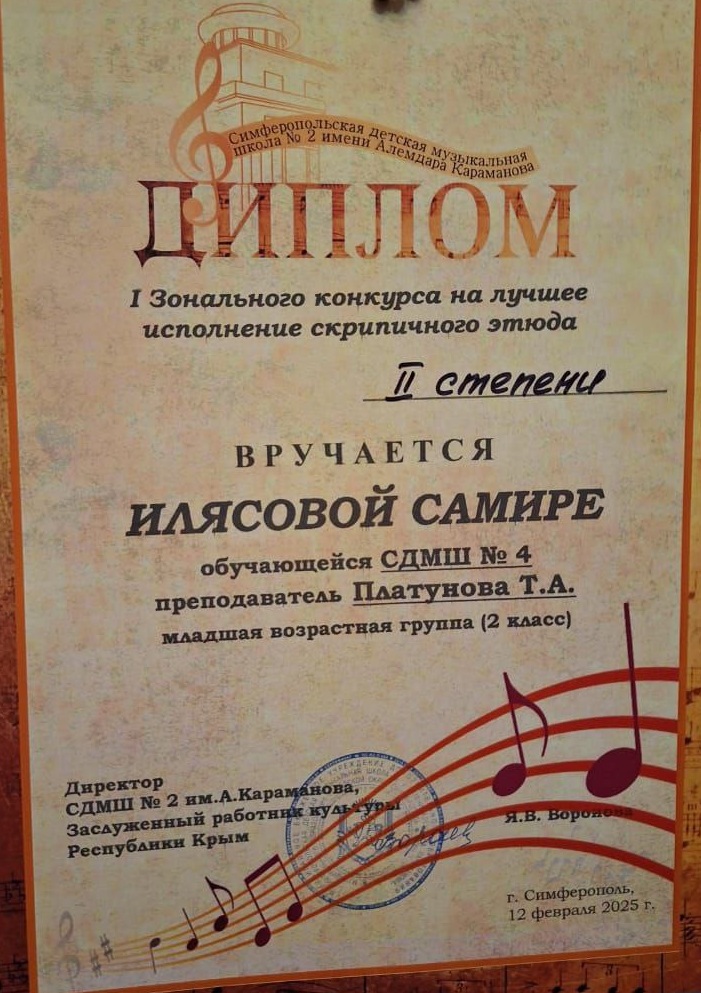 Симферопольская детская музыкальная
школа № 2 имени Алемдара Караманова
ДИПЛОМ
I Зонального конкурса на лучшее
исполнение скрипичного этюда
II степени
ВРУЧАЕТСЯ
ИЛЯСОВОЙ САМИРЕ
обучающейся СДМШ № 4
преподаватель Платунова Т.А.
младшая возрастная группа (2 класс)
Директор
СДМШ № 2 им.А.Караманова,
Заслуженный работник культуры
Республики Крым
Я.В. Воронова
г. Симферополь,
12 февраля 2025 г.